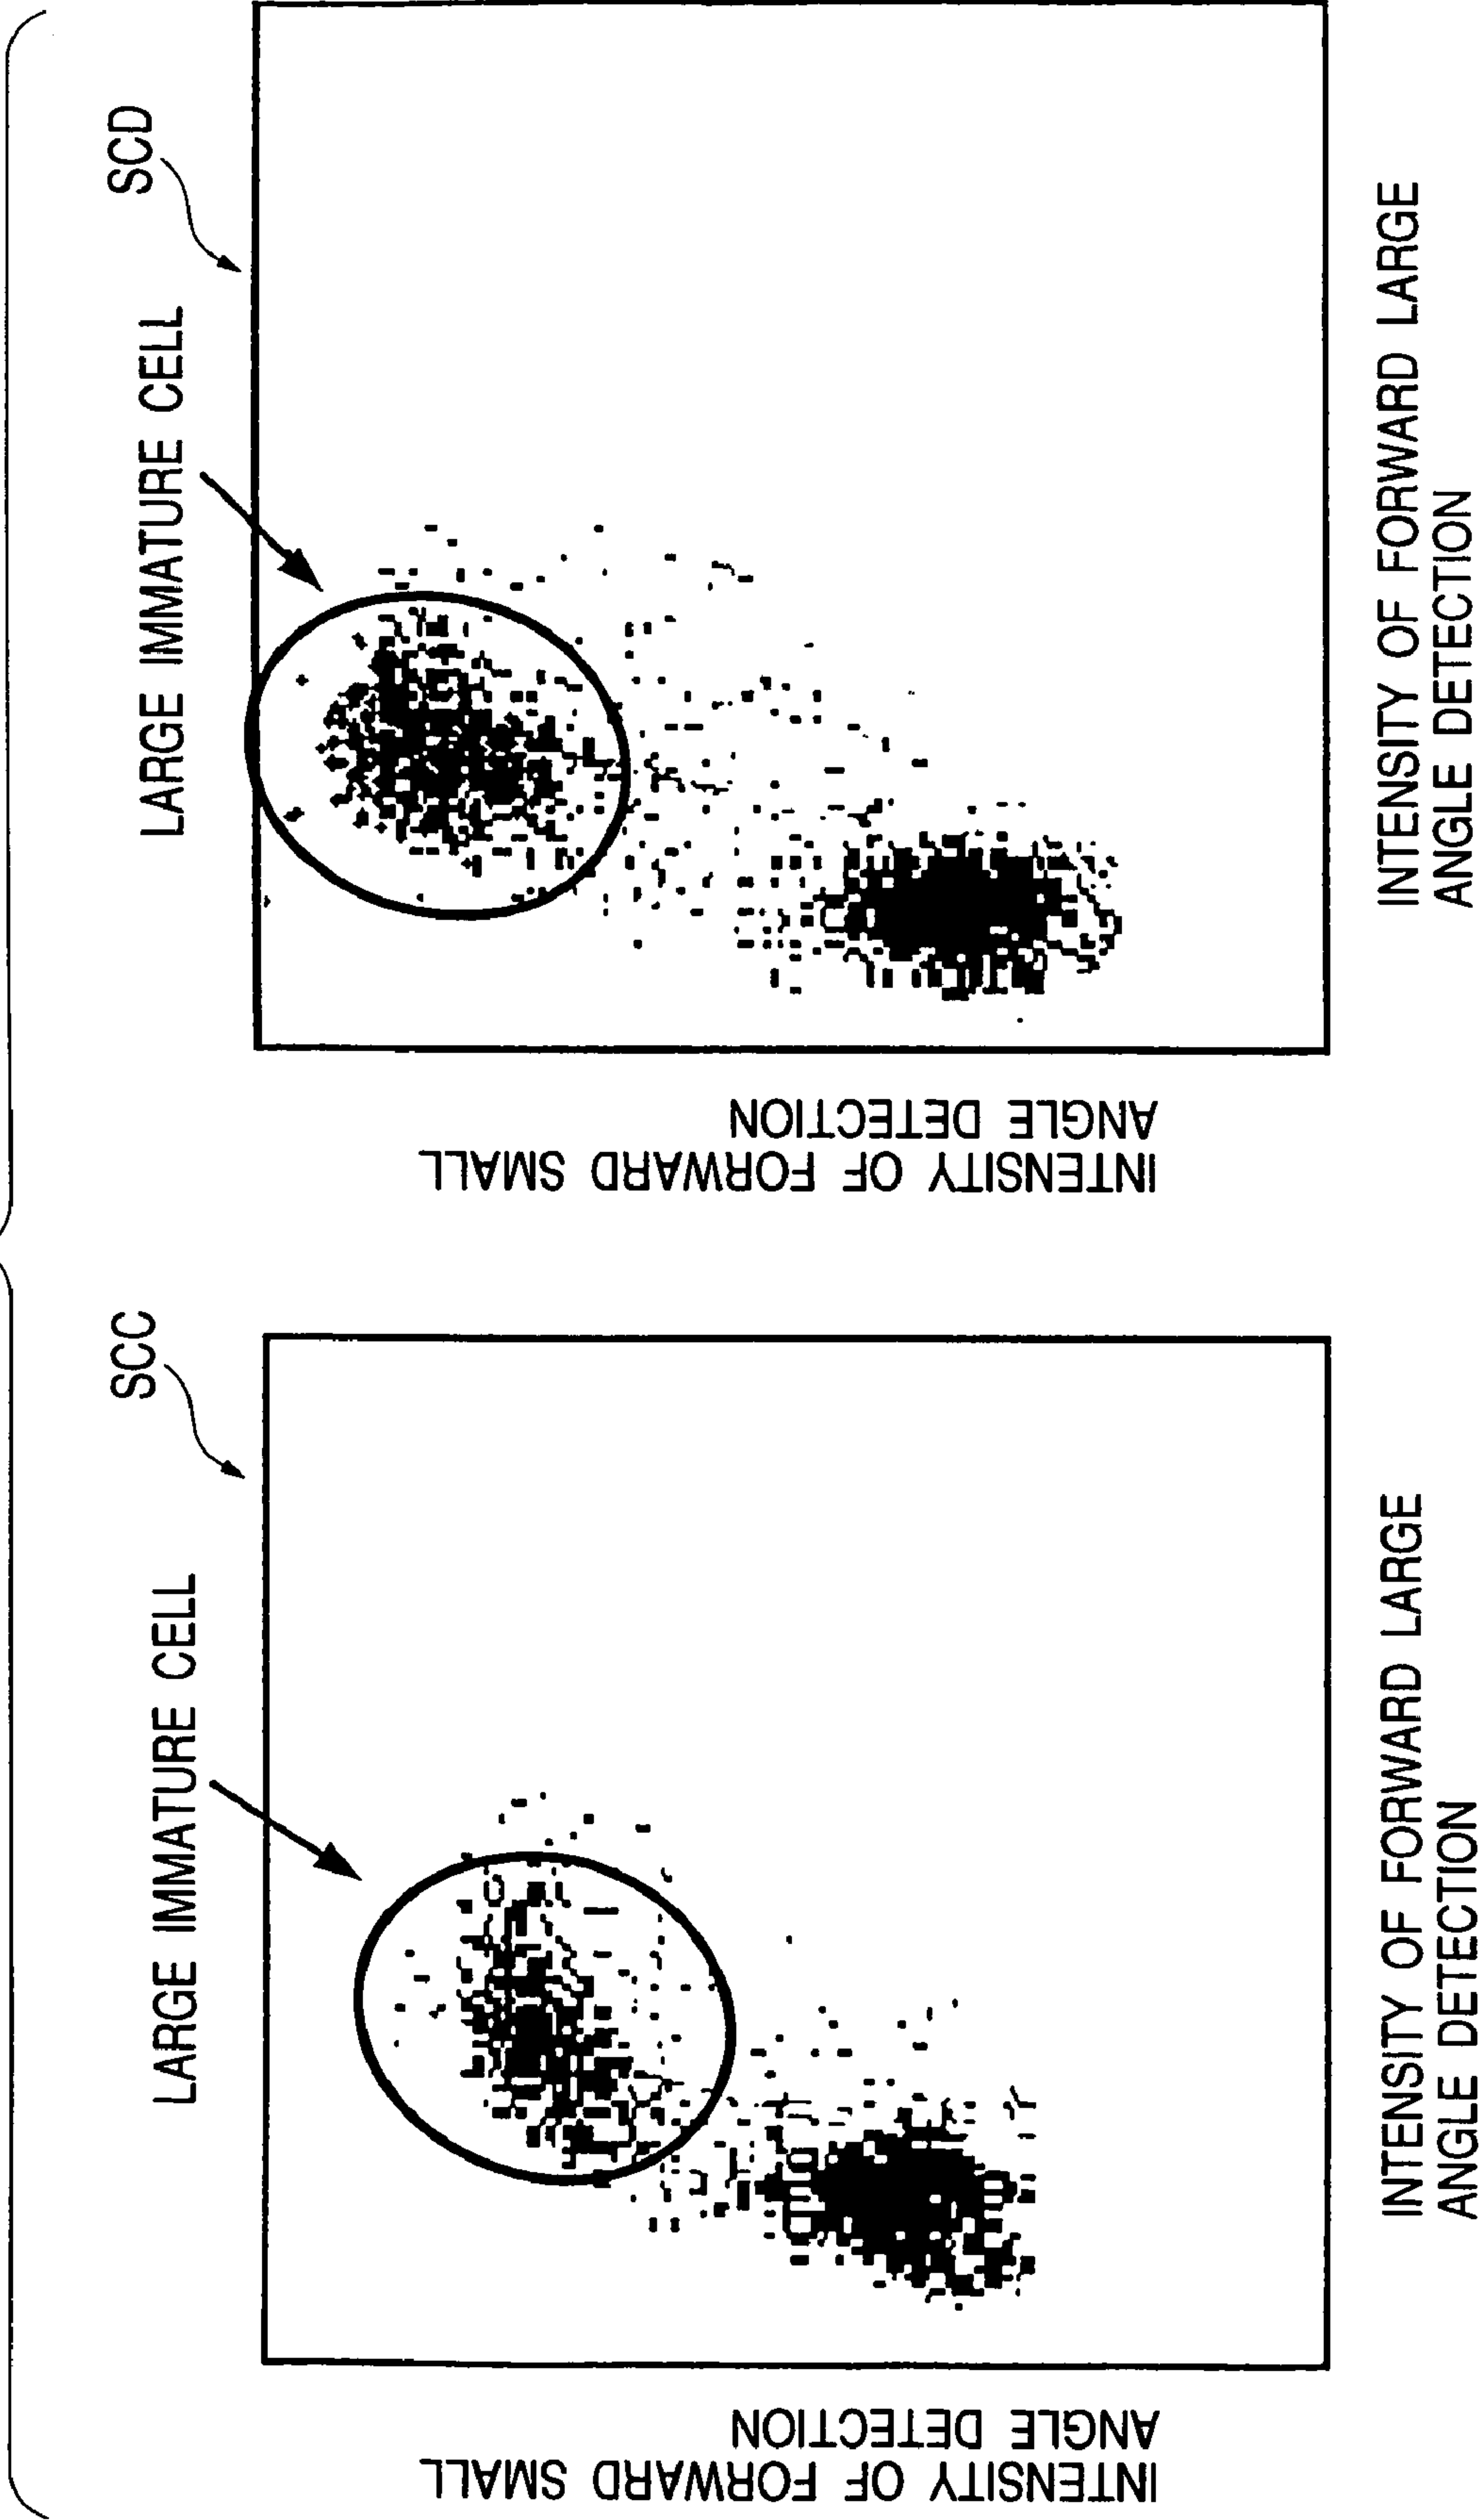 SCC
LARGE IMMATURE CELL
INTENSITY OF FORWARD SMALL
ANGLE DETECTION
INTENSITY OF FORWARD LARGE
ANGLE DETECTION
SCD
LARGE IMMATURE CELL
INTENSITY OF FORWARD SMALL
ANGLE DETECTION
INTENSITY OF FORWARD LARGE
ANGLE DETECTION